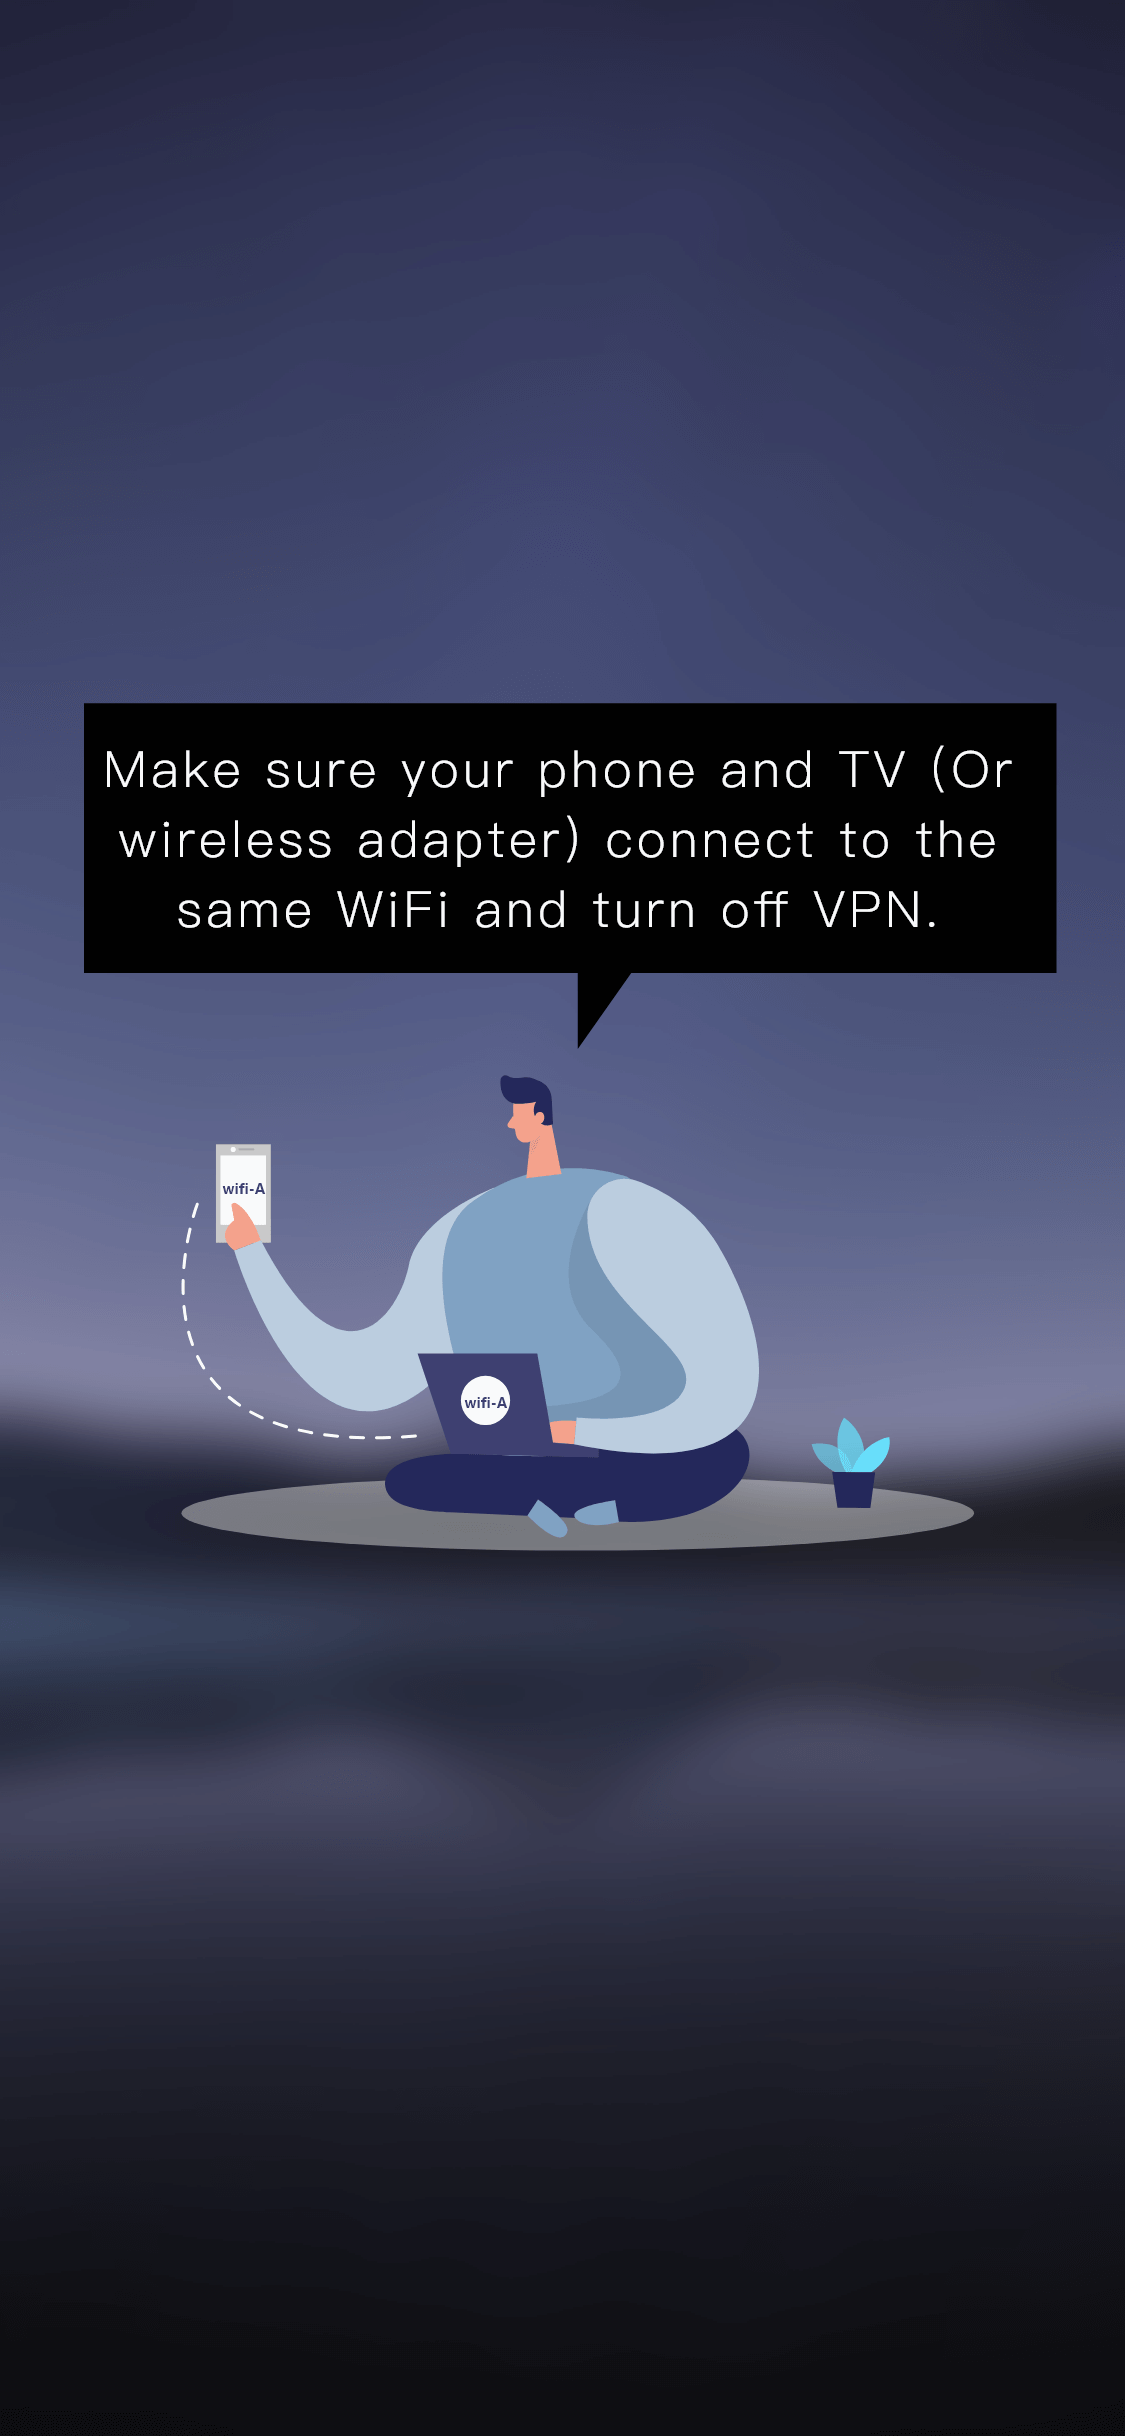 Make sure your phone and TV (Or
wireless adapter) connect to the
same WiFi and turn off VPN.
wifi-A
wifi-A